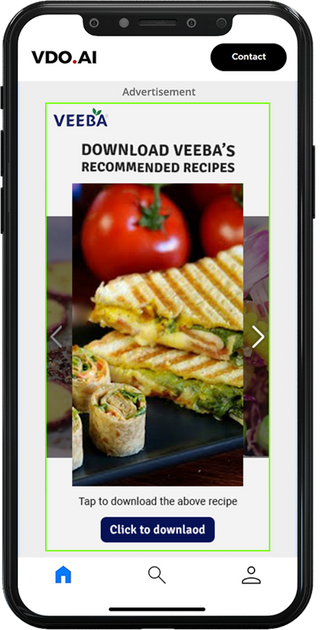 VDO.AI
Contact
Advertisement
VEEBA
DOWNLOAD VEEBA'S
RECOMMENDED RECIPES
Tap to download the above recipe
Click to downlaod